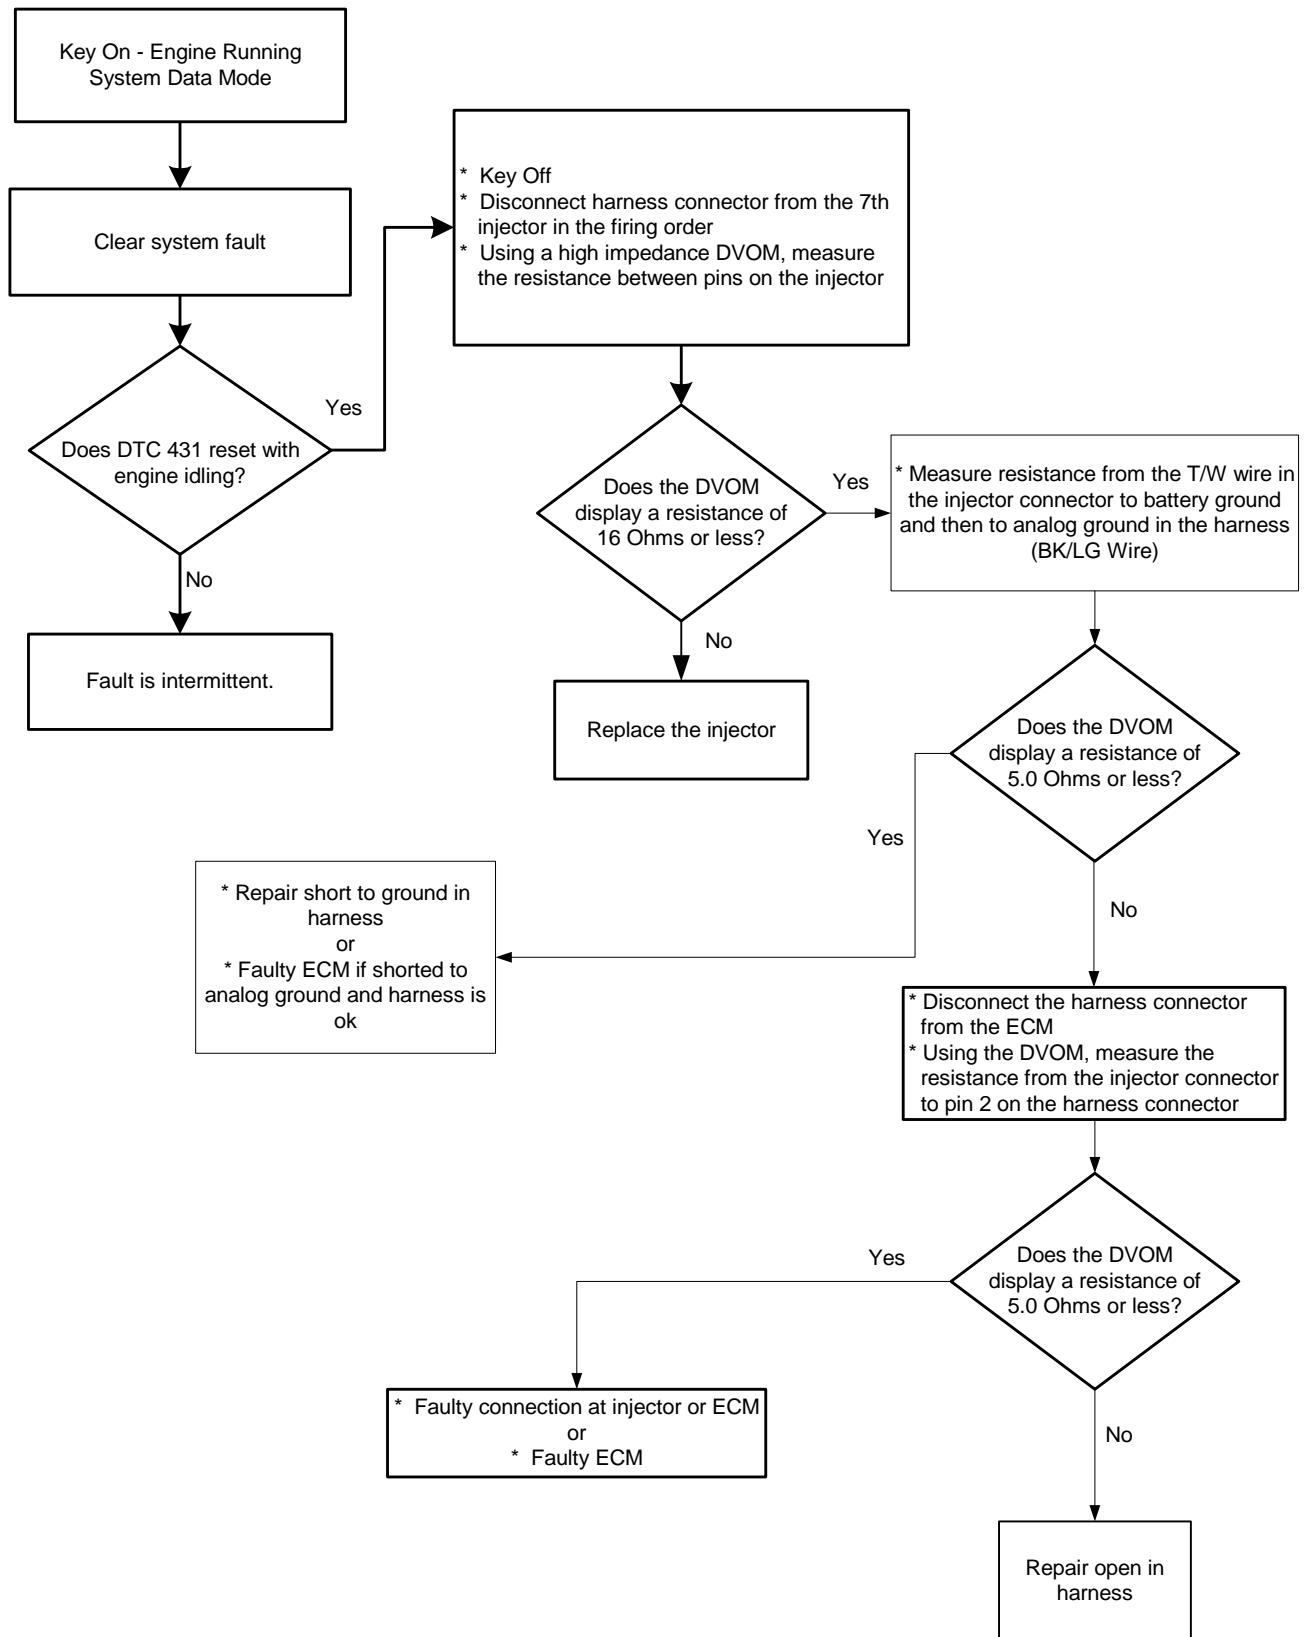 Key On - Engine Running
System Data Mode
Clear system fault
Does DTC 431 reset with
engine idling?
Yes
No
Fault is intermittent.
* Key Off
* Disconnect harness connector from the 7th
injector in the firing order
* Using a high impedance DVOM, measure
the resistance between pins on the injector
Does the DVOM
display a resistance of
16 Ohms or less?
Yes
No
Replace the injector
* Measure resistance from the T/W wire in
the injector connector to battery ground
and then to analog ground in the harness
(BK/LG Wire)
Does the DVOM
display a resistance of
5.0 Ohms or less?
Yes
No
* Repair short to ground in
harness
or
* Faulty ECM if shorted to
analog ground and harness is
ok
* Disconnect the harness connector
from the ECM
* Using the DVOM, measure the
resistance from the injector connector
to pin 2 on the harness connector
Does the DVOM
display a resistance of
5.0 Ohms or less?
Yes
No
* Faulty connection at injector or ECM
or
* Faulty ECM
Repair open in
harness